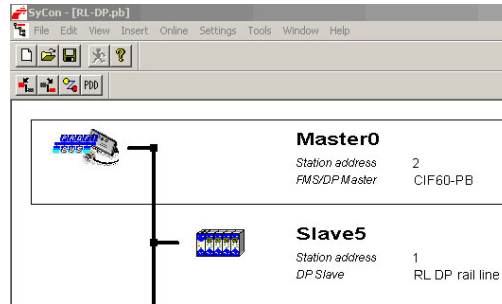 SyCon - [RL-DP.pb]
File Edit View Insert Online Settings Tools Window Help
PDD
Master0
Station address 2
FMS/DP Master CIF60-PB
Slave5
Station address 1
DP Slave RL DP rail line